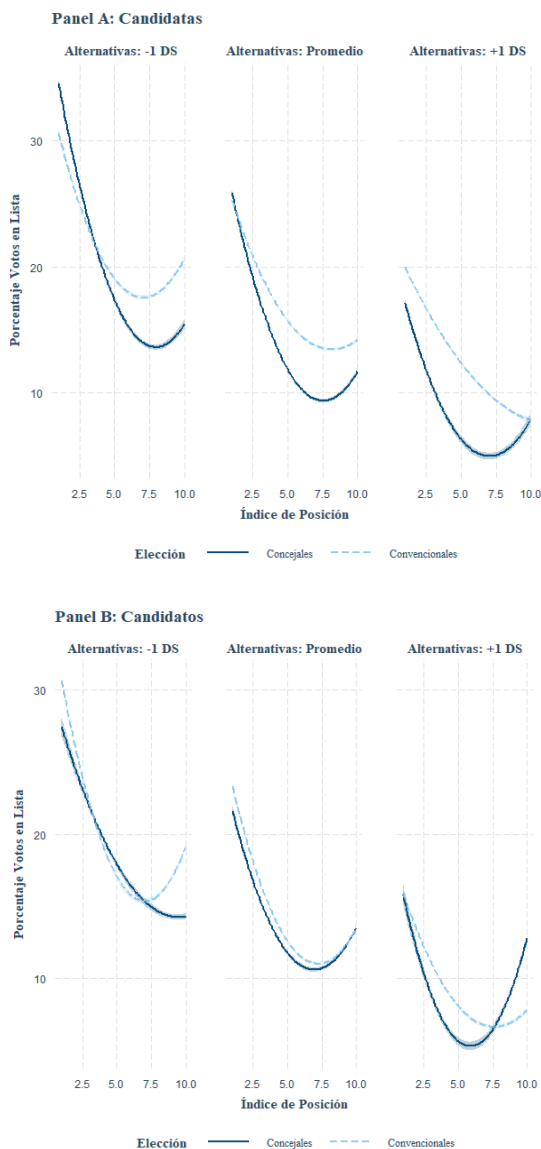 Panel A: Candidatas
Alternativas: -1 DS Alternativas: Promedio Alternativas: +1 DS
Porcentaje Votos en Lista
30
20
10
2.5 5.0 7.5 10.0 2.5 5.0 7.5 10.0 2.5 5.0 7.5 10.0
Índice de Posición
Elección Concejales Convencionales
Panel B: Candidatos
Alternativas: -1 DS Alternativas: Promedio Alternativas: +1 DS
Porcentaje Votos en Lista
30
20
10
2.5 5.0 7.5 10.0 2.5 5.0 7.5 10.0 2.5 5.0 7.5 10.0
Índice de Posición
Elección Concejales Convencionales